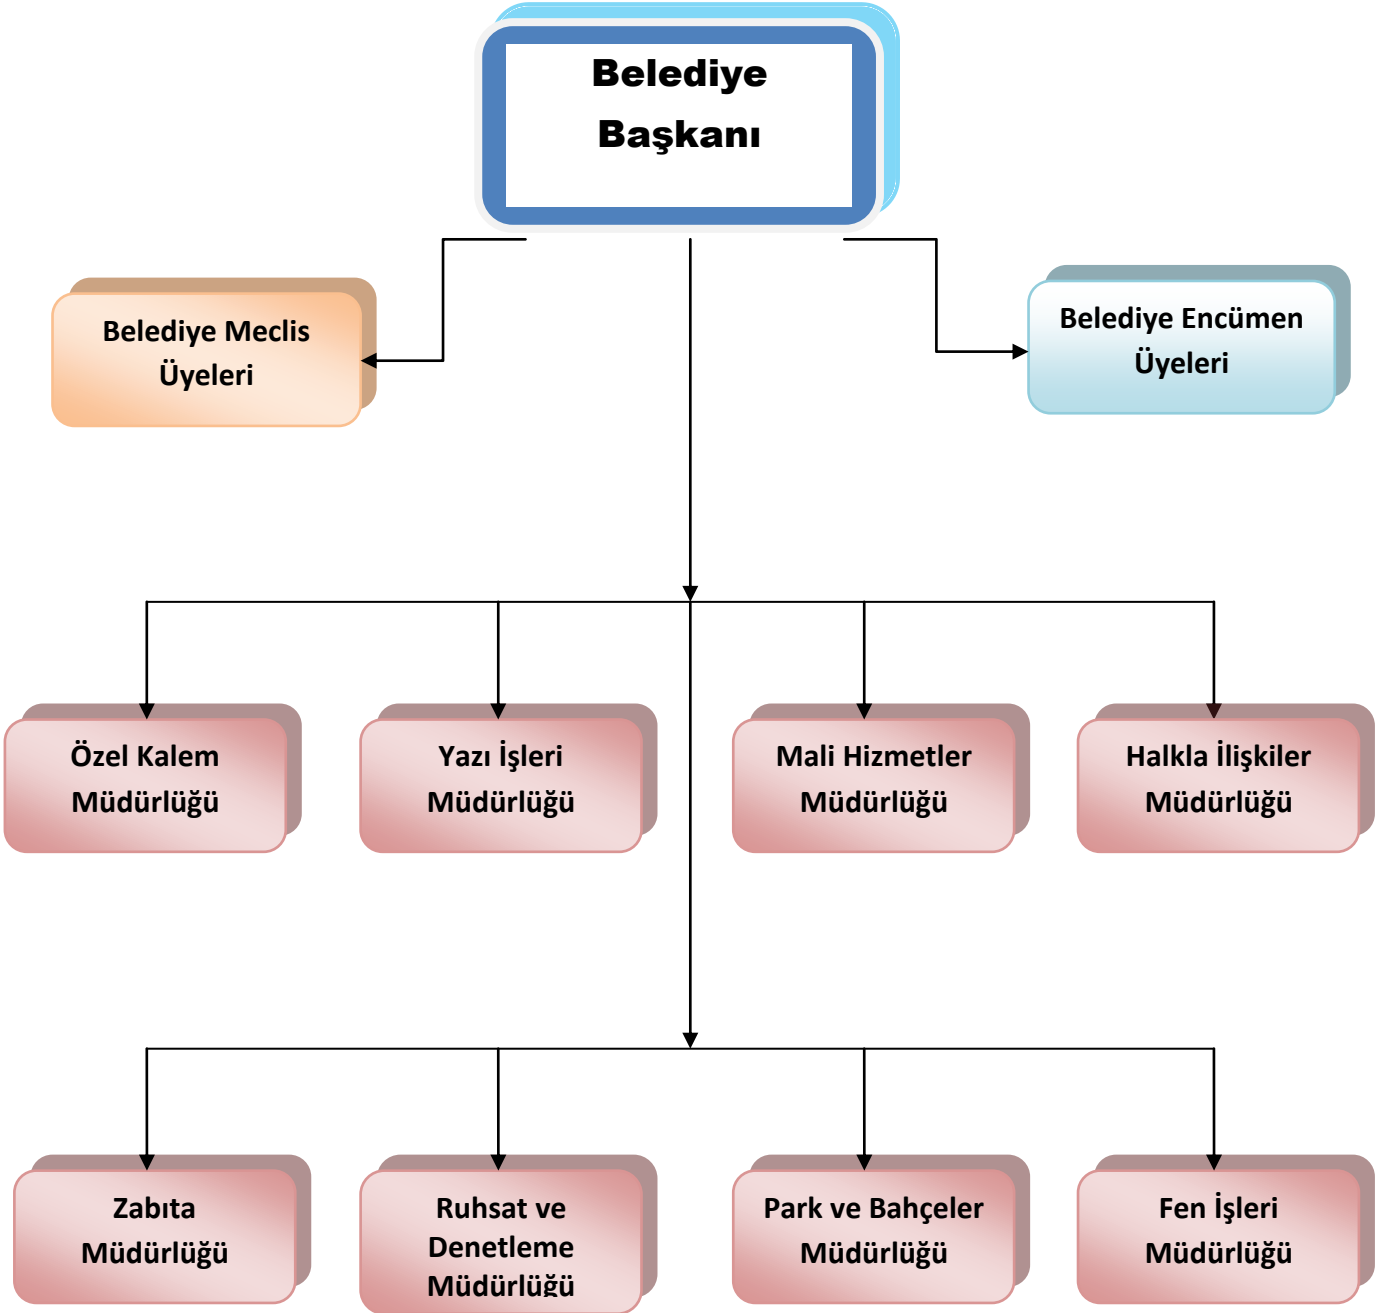 Belediye
Başkanı
Belediye Meclis
Üyeleri
Belediye Encümen
Üyeleri
Özel Kalem
Müdürlüğü
Yazı İşleri
Müdürlüğü
Mali Hizmetler
Müdürlüğü
Halkla İlişkiler
Müdürlüğü
Zabıta
Müdürlüğü
Ruhsat ve
Denetleme
Müdürlüğü
Park ve Bahçeler
Müdürlüğü
Fen İşleri
Müdürlüğü